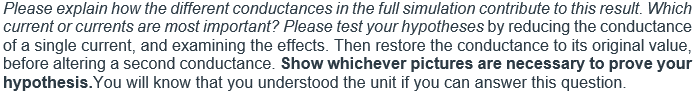 Please explain how the different conductances in the full simulation contribute to this result. Which
current or currents are most important? Please test your hypotheses by reducing the conductance
of a single current, and examining the effects. Then restore the conductance to its original value,
before altering a second conductance. Show whichever pictures are necessary to prove your
hypothesis.You will know that you understood the unit if you can answer this question.